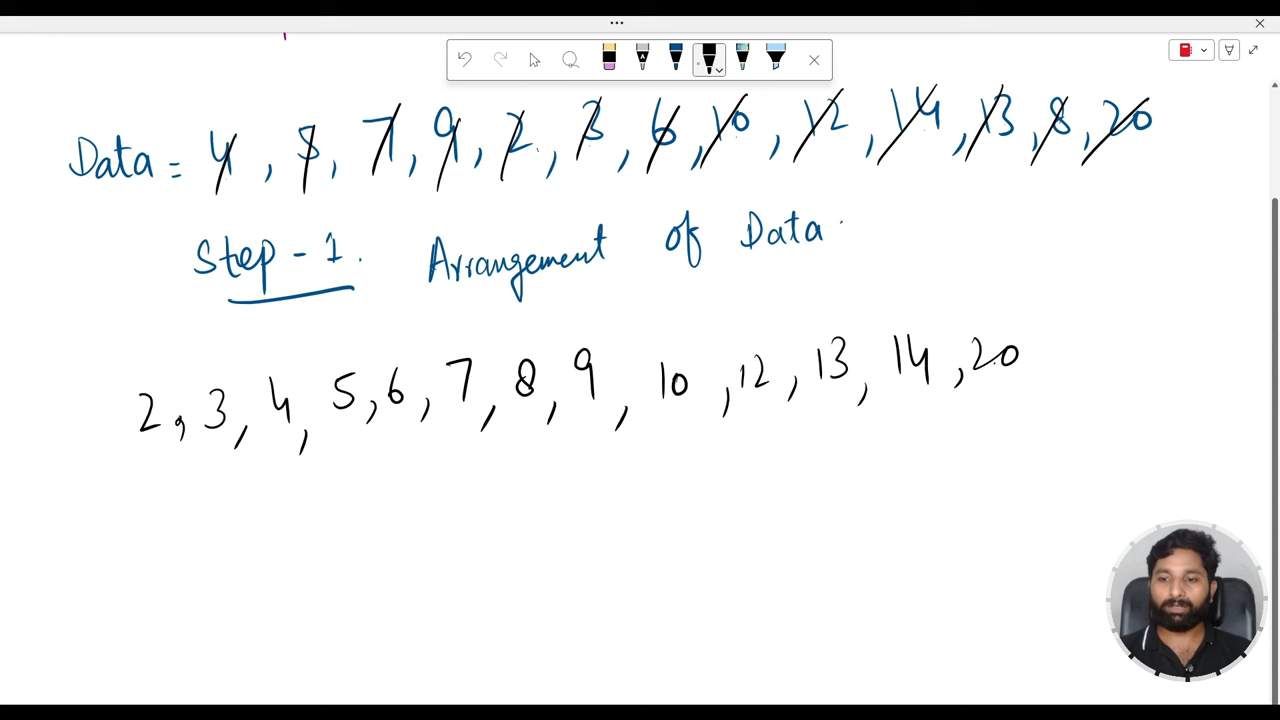 Data = 4, 5, 7, 9, 2, 3, 6, 10, 12, 14, 13, 8, 20
Step - 1. Arrangement of Data.
2, 3, 4, 5, 6, 7, 8, 9, 10, 12, 13, 14, 20